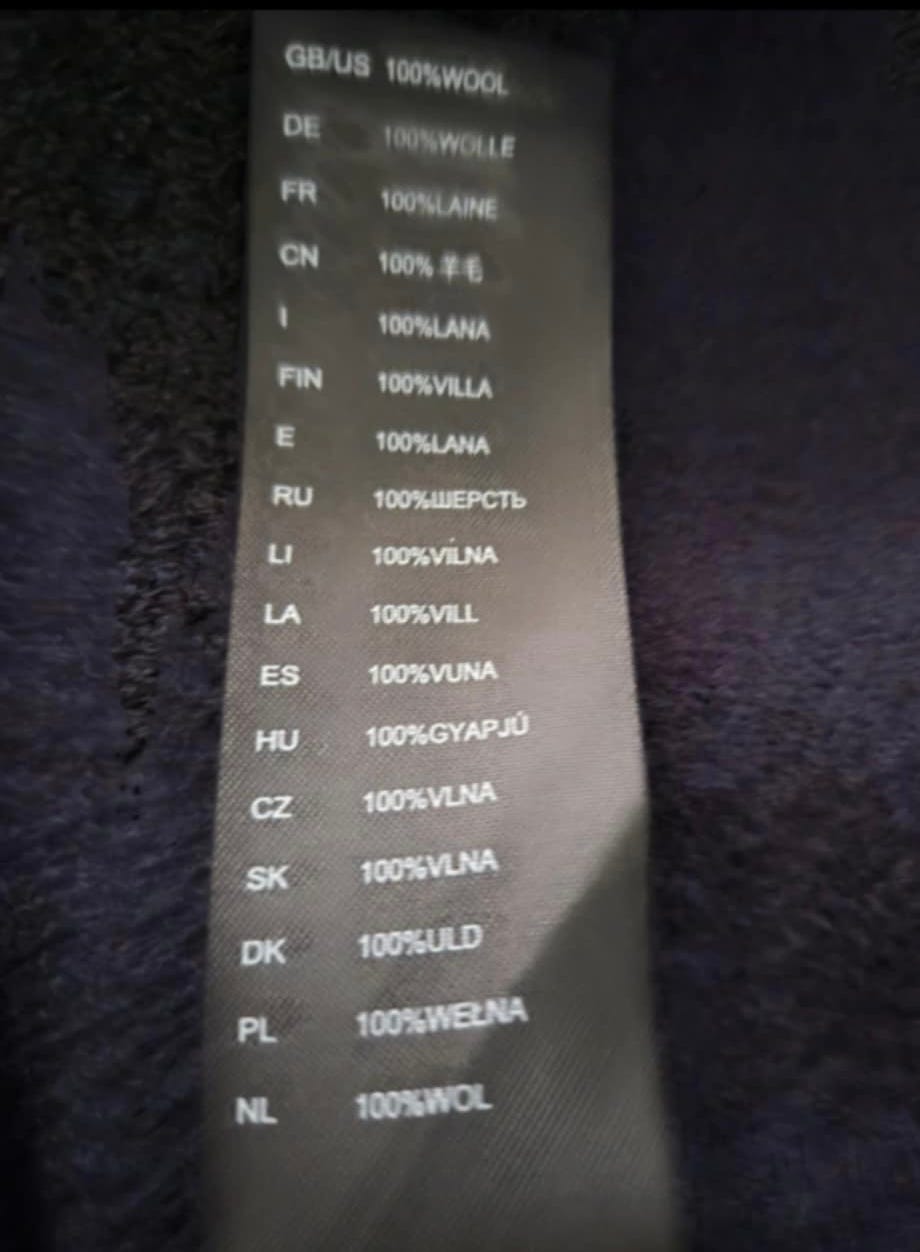 GB/US 100%WOOL
DE 100%WOLLE
FR 100%LAINE
CN 100% 羊毛
I 100%LANA
FIN 100%VILLA
E 100%LANA
RU 100%ШЕРСТЬ
LI 100%VÍLNA
LA 100%VILL
ES 100%VUNA
HU 100%GYAPJÚ
CZ 100%VLNA
SK 100%VLNA
DK 100%ULD
PL 100%WEŁNA
NL 100%WOL